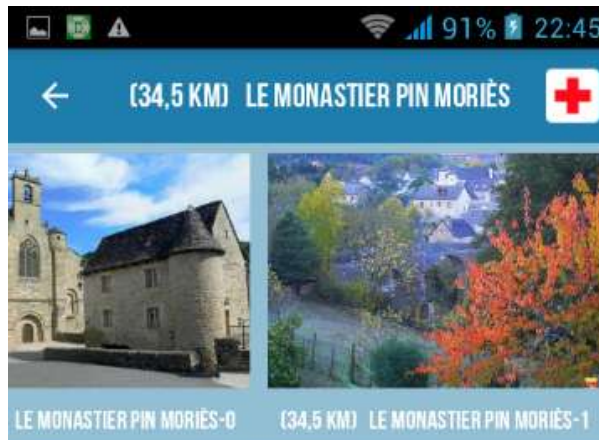 91% 22:45
(34,5 KM) LE MONASTIER PIN MORIÈS
LE MONASTIER PIN MORIÈS-0 (34,5 KM) LE MONASTIER PIN MORIÈS-1